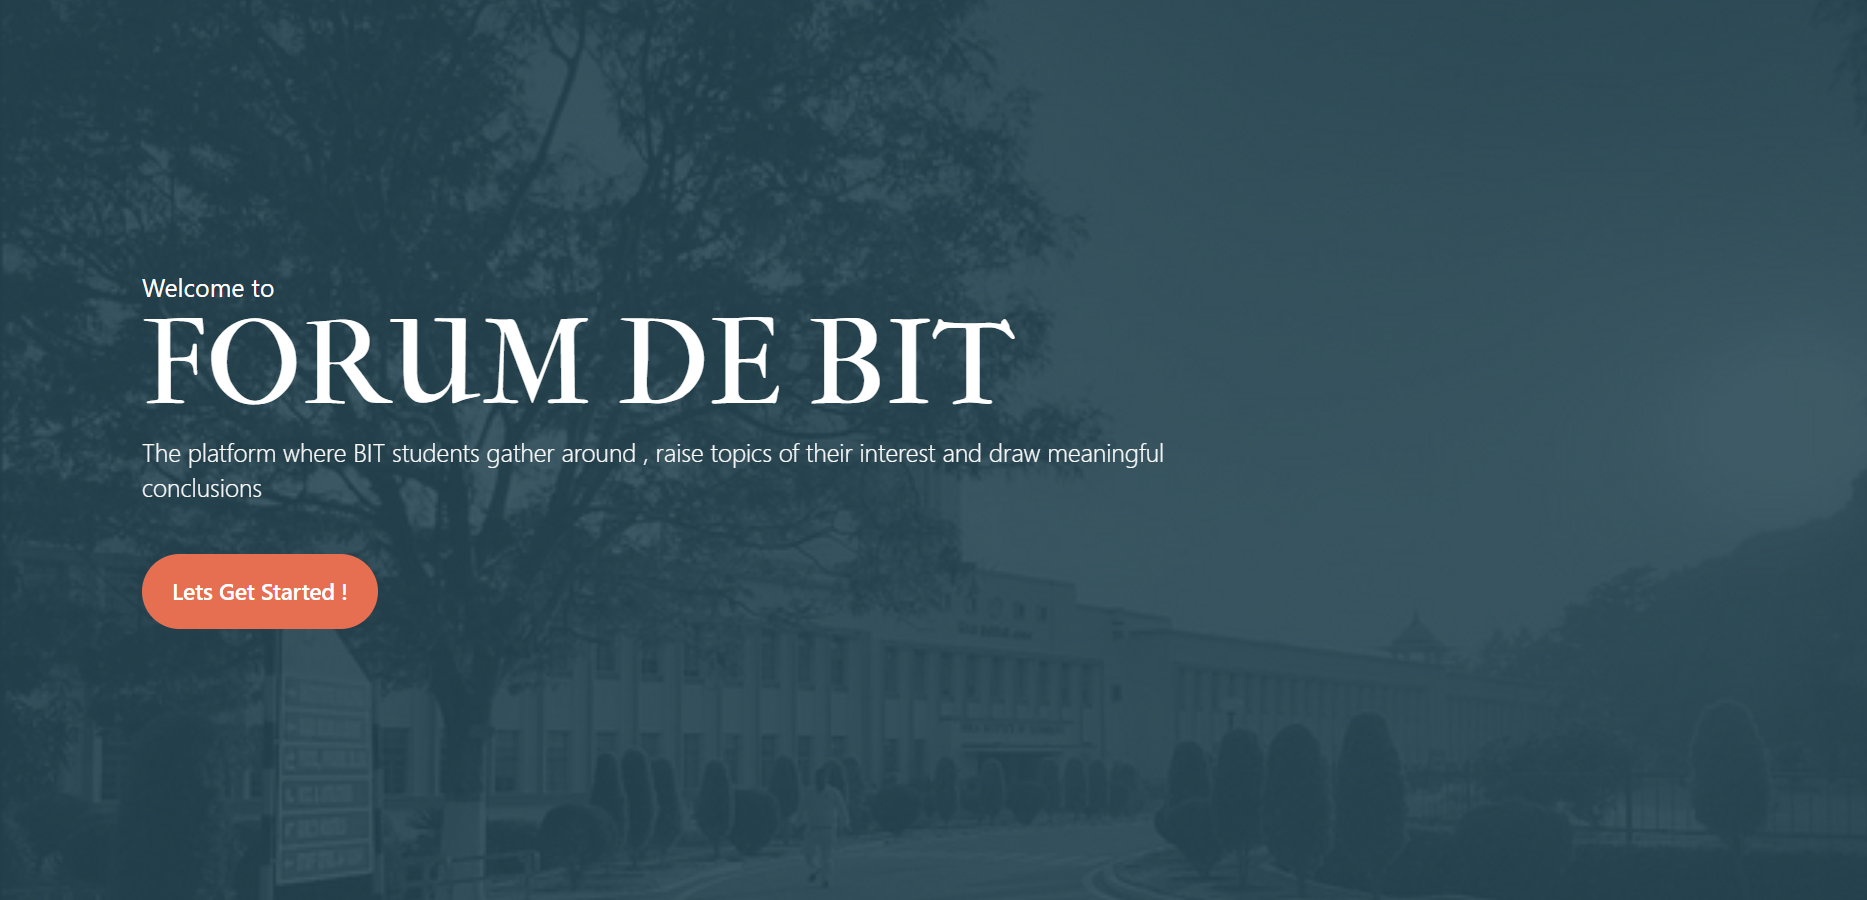 Welcome to
FORUM DE BIT
The platform where BIT students gather around , raise topics of their interest and draw meaningful
conclusions
Lets Get Started !